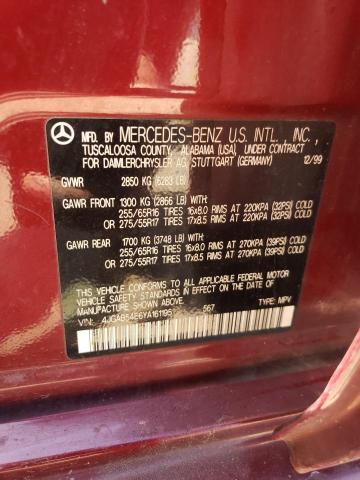 MFD. BY MERCEDES-BENZ U.S. INTL., INC.,
TUSCALOOSA COUNTY, ALABAMA (USA), UNDER CONTRACT
FOR DAIMLERCHRYSLER AG, STUTTGART (GERMANY) 12/99
GVWR 2850 KG (6283 LB)
GAWR FRONT 1300 KG (2866 LB) WITH:
255/65R16 TIRES 16x8.0 RIMS AT 220KPA (32PSI) COLD
OR / 275/55R17 TIRES 17x8.5 RIMS AT 220KPA (32PSI) COLD
GAWR REAR 1700 KG (3748 LB) WITH:
255/65R16 TIRES 16x8.0 RIMS AT 270KPA (39PSI) COLD
OR / 275/55R17 TIRES 17x8.5 RIMS AT 270KPA (39PSI) COLD
THIS VEHICLE CONFORMS TO ALL APPLICABLE FEDERAL MOTOR
VEHICLE SAFETY STANDARDS IN EFFECT ON THE DATE OF
MANUFACTURE SHOWN ABOVE.
567 TYPE: MPV
VIN: 4JGAB54E6YA161195